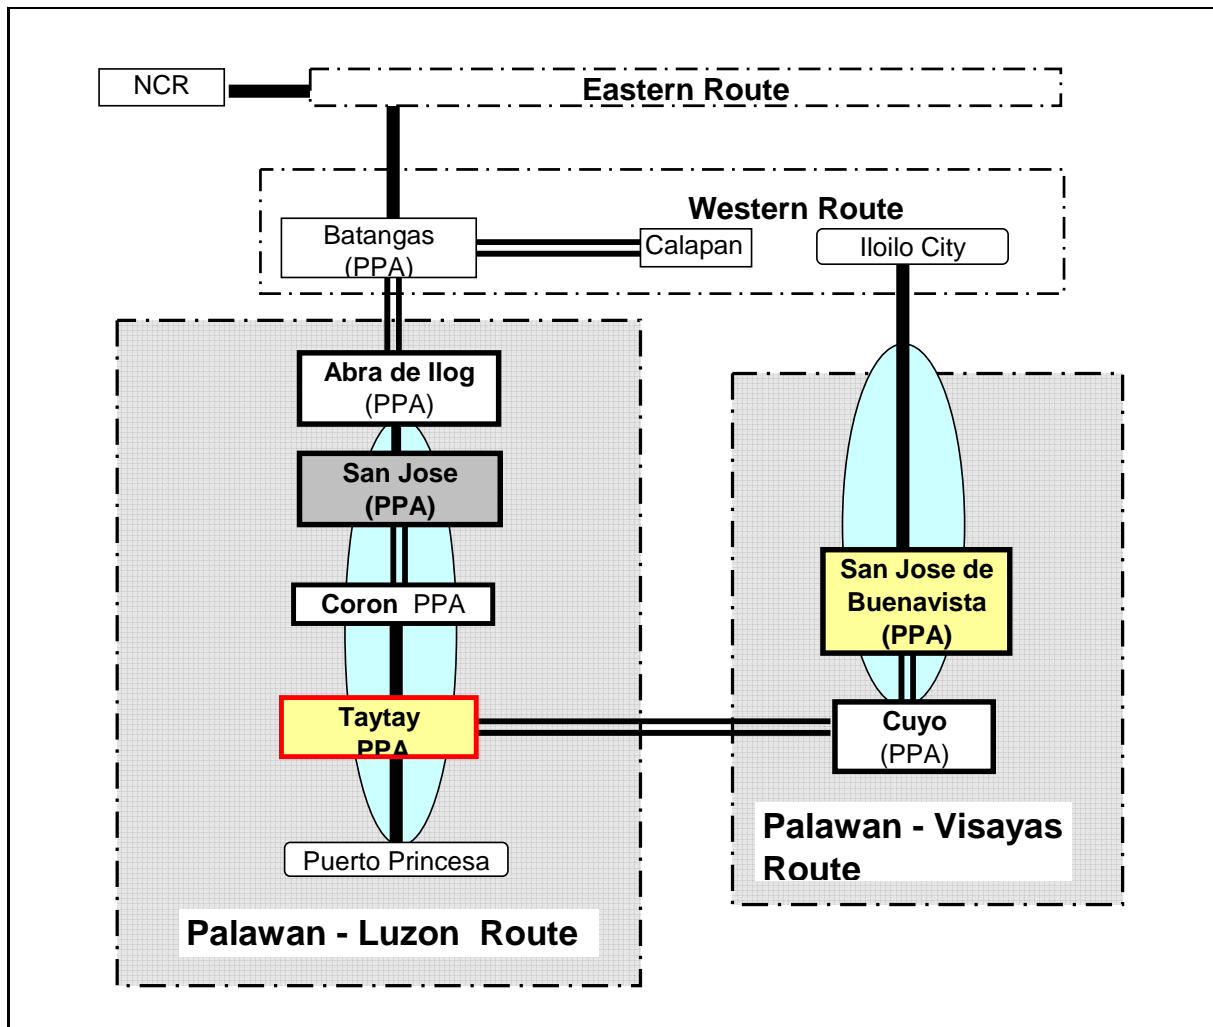 NCR
Eastern Route
Western Route
Batangas
(PPA)
Calapan
Iloilo City
Abra de Ilog
(PPA)
San Jose
(PPA)
Coron PPA
Taytay
PPA
Puerto Princesa
Palawan - Luzon Route
San Jose de
Buenavista
(PPA)
Cuyo
(PPA)
Palawan - Visayas
Route